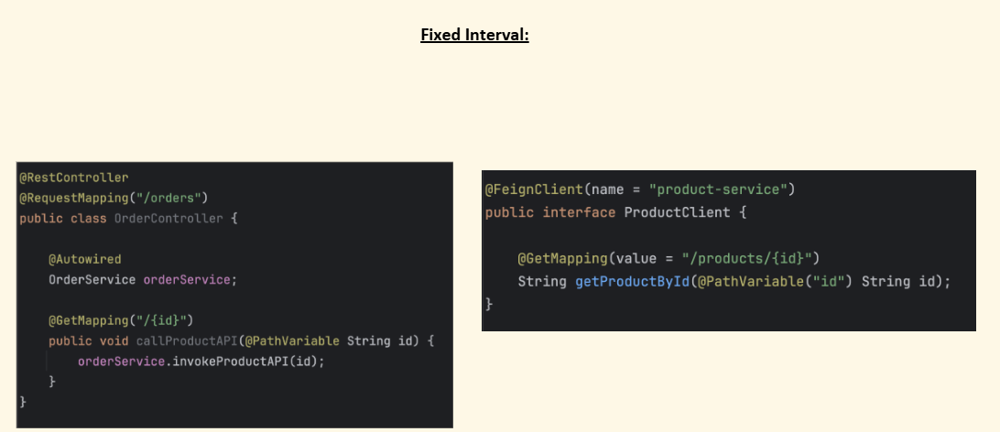 Fixed Interval:
@RestController
@RequestMapping("/orders")
public class OrderController {
@Autowired
OrderService orderService;
@GetMapping("/{id}")
public void callProductAPI(@PathVariable String id) {
orderService.invokeProductAPI(id);
}
}
@FeignClient(name = "product-service")
public interface ProductClient {
@GetMapping(value = "/products/{id}")
String getProductById(@PathVariable("id") String id);
}